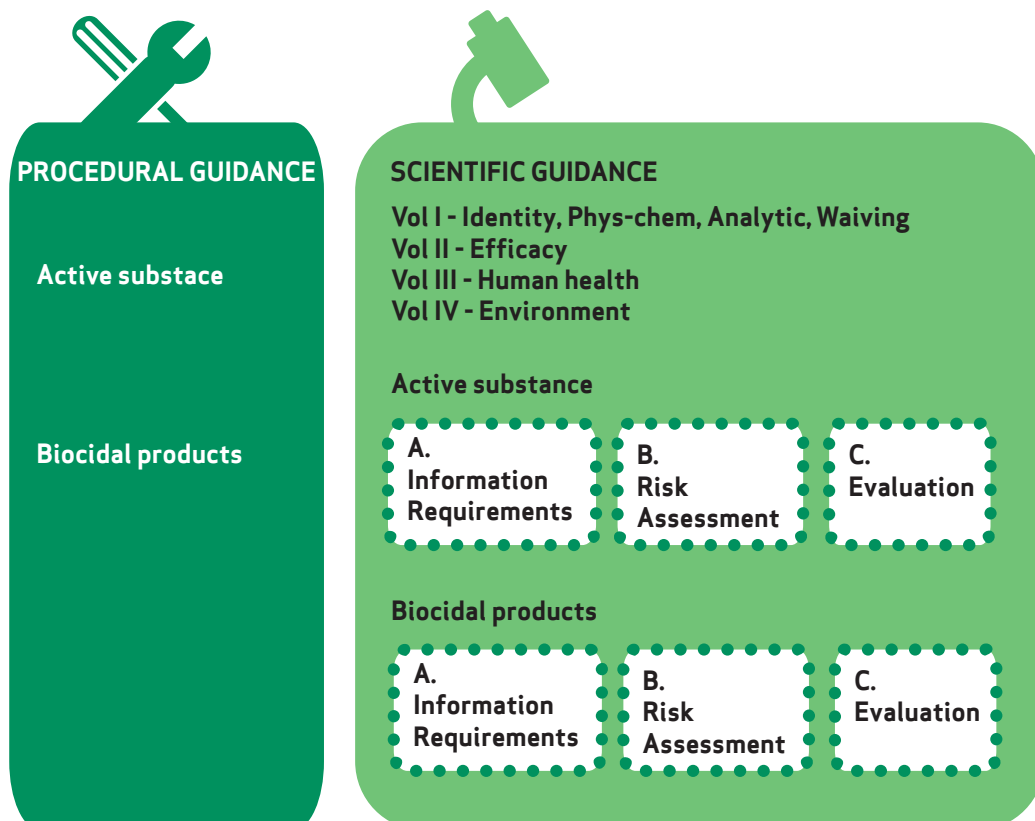 PROCEDURAL GUIDANCE
Active substace
Biocidal products
SCIENTIFIC GUIDANCE
Vol I - Identity, Phys-chem, Analytic, Waiving
Vol II - Efficacy
Vol III - Human health
Vol IV - Environment
Active substance
A.
Information
Requirements
B.
Risk
Assessment
C.
Evaluation
Biocidal products
A.
Information
Requirements
B.
Risk
Assessment
C.
Evaluation